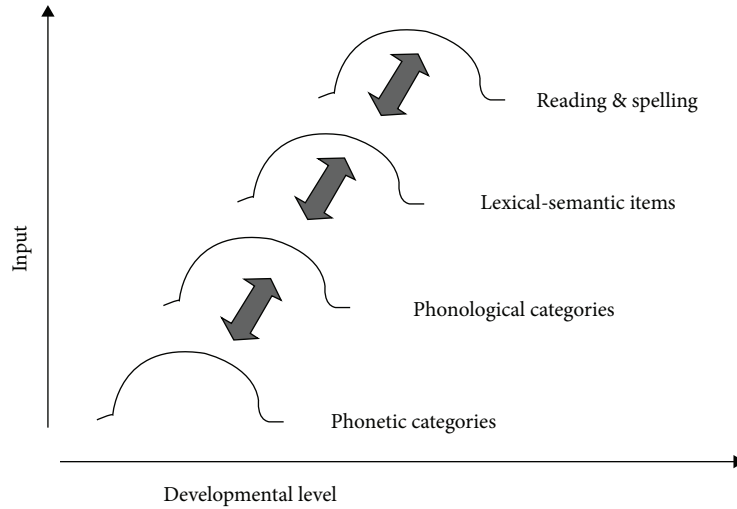 Reading & spelling
Lexical-semantic items
Input
Phonological categories
Phonetic categories
Developmental level